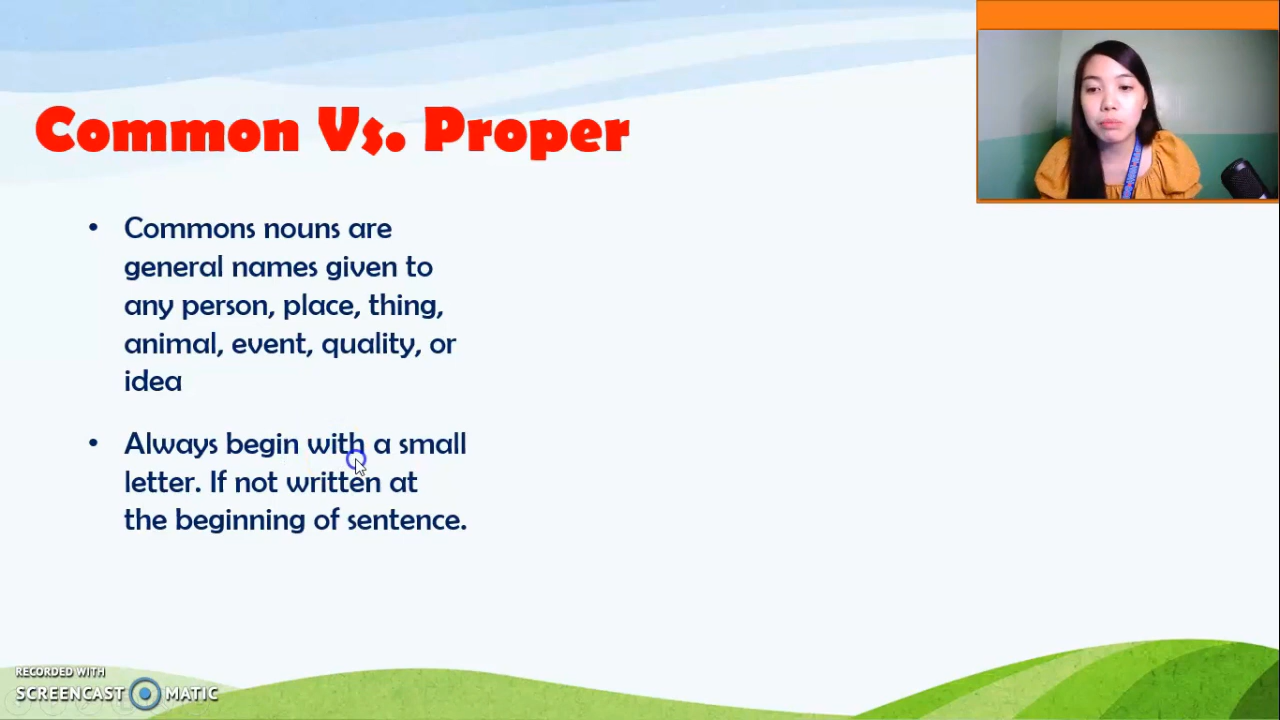 Common Vs. Proper
• Commons nouns are
general names given to
any person, place, thing,
animal, event, quality, or
idea
• Always begin with a small
letter. If not written at
the beginning of sentence.
RECORDED WITH
SCREENCAST MATIC